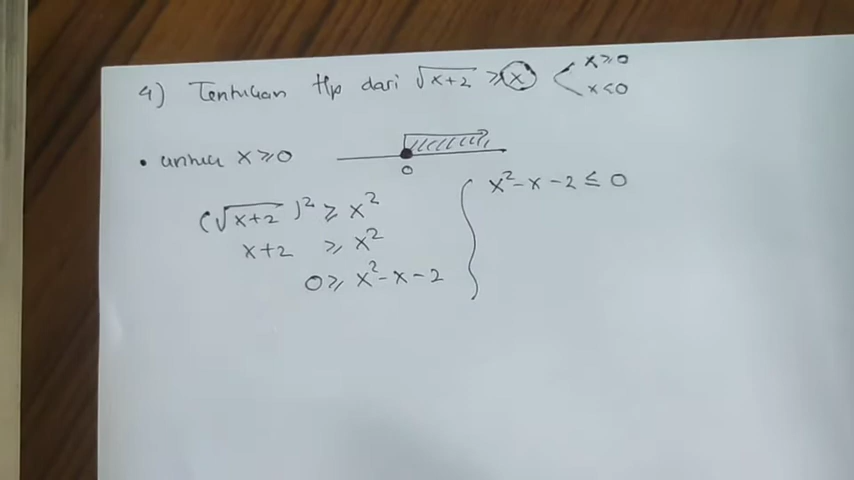 4) Tentukan Hp dari √x+2 ≥ x < x≥0 x<0
• untuk x≥0
0
(√x+2)² ≥ x²
x+2 ≥ x²
0≥ x²-x-2
x²-x-2 ≤ 0